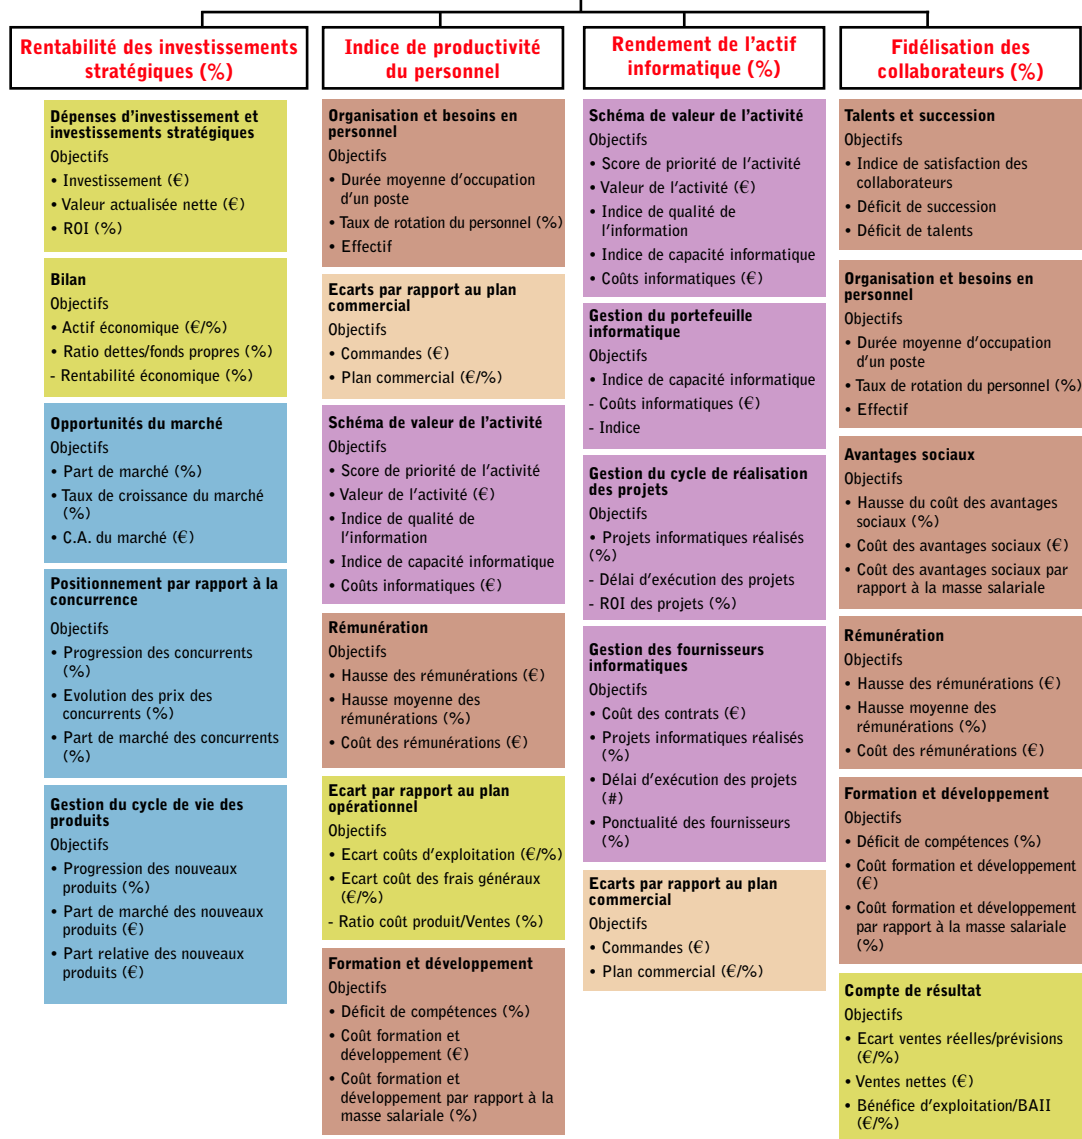 Rentabilité des investissements
stratégiques (%)
Dépenses d'investissement et
investissements stratégiques
Objectifs
• Investissement (€)
• Valeur actualisée nette (€)
• ROI (%)
Bilan
Objectifs
• Actif économique (€/%)
• Ratio dettes/fonds propres (%)
- Rentabilité économique (%)
Opportunités du marché
Objectifs
• Part de marché (%)
• Taux de croissance du marché
(%)
• C.A. du marché (€)
Positionnement par rapport à la
concurrence
Objectifs
• Progression des concurrents
(%)
• Evolution des prix des
concurrents (%)
• Part de marché des concurrents
(%)
Gestion du cycle de vie des
produits
Objectifs
• Progression des nouveaux
produits (%)
• Part de marché des nouveaux
produits (€)
• Part relative des nouveaux
produits (€)
Indice de productivité
du personnel
Organisation et besoins en
personnel
Objectifs
• Durée moyenne d'occupation
d'un poste
• Taux de rotation du personnel (%)
• Effectif
Ecarts par rapport au plan
commercial
Objectifs
• Commandes (€)
• Plan commercial (€/%)
Schéma de valeur de l'activité
Objectifs
• Score de priorité de l'activité
• Valeur de l'activité (€)
• Indice de qualité de
l'information
• Indice de capacité informatique
• Coûts informatiques (€)
Rémunération
Objectifs
• Hausse des rémunérations (€)
• Hausse moyenne des
rémunérations (%)
• Coût des rémunérations (€)
Ecart par rapport au plan
opérationnel
Objectifs
• Ecart coûts d'exploitation (€/%)
• Ecart coût des frais généraux
(€/%)
- Ratio coût produit/Ventes (%)
Formation et développement
Objectifs
• Déficit de compétences (%)
• Coût formation et
développement (€)
• Coût formation et
développement par rapport à la
masse salariale (%)
Rendement de l'actif
informatique (%)
Schéma de valeur de l'activité
Objectifs
• Score de priorité de l'activité
• Valeur de l'activité (€)
• Indice de qualité de
l'information
• Indice de capacité informatique
• Coûts informatiques (€)
Gestion du portefeuille
informatique
Objectifs
• Indice de capacité informatique
- Coûts informatiques (€)
- Indice
Gestion du cycle de réalisation
des projets
Objectifs
• Projets informatiques réalisés
(%)
- Délai d'exécution des projets
- ROI des projets (%)
Gestion des fournisseurs
informatiques
Objectifs
• Coût des contrats (€)
• Projets informatiques réalisés
(%)
• Délai d'exécution des projets
(#)
• Ponctualité des fournisseurs
(%)
Ecarts par rapport au plan
commercial
Objectifs
• Commandes (€)
• Plan commercial (€/%)
Fidélisation des
collaborateurs (%)
Talents et succession
Objectifs
• Indice de satisfaction des
collaborateurs
• Déficit de succession
• Déficit de talents
Organisation et besoins en
personnel
Objectifs
• Durée moyenne d'occupation
d'un poste
• Taux de rotation du personnel (%)
• Effectif
Avantages sociaux
Objectifs
• Hausse du coût des avantages
sociaux (%)
• Coût des avantages sociaux (€)
• Coût des avantages sociaux par
rapport à la masse salariale
Rémunération
Objectifs
• Hausse des rémunérations (€)
• Hausse moyenne des
rémunérations (%)
• Coût des rémunérations (€)
Formation et développement
Objectifs
• Déficit de compétences (%)
• Coût formation et développement
(€)
• Coût formation et développement
par rapport à la masse salariale
(%)
Compte de résultat
Objectifs
• Ecart ventes réelles/prévisions
(€/%)
• Ventes nettes (€)
• Bénéfice d'exploitation/BAII
(€/%)